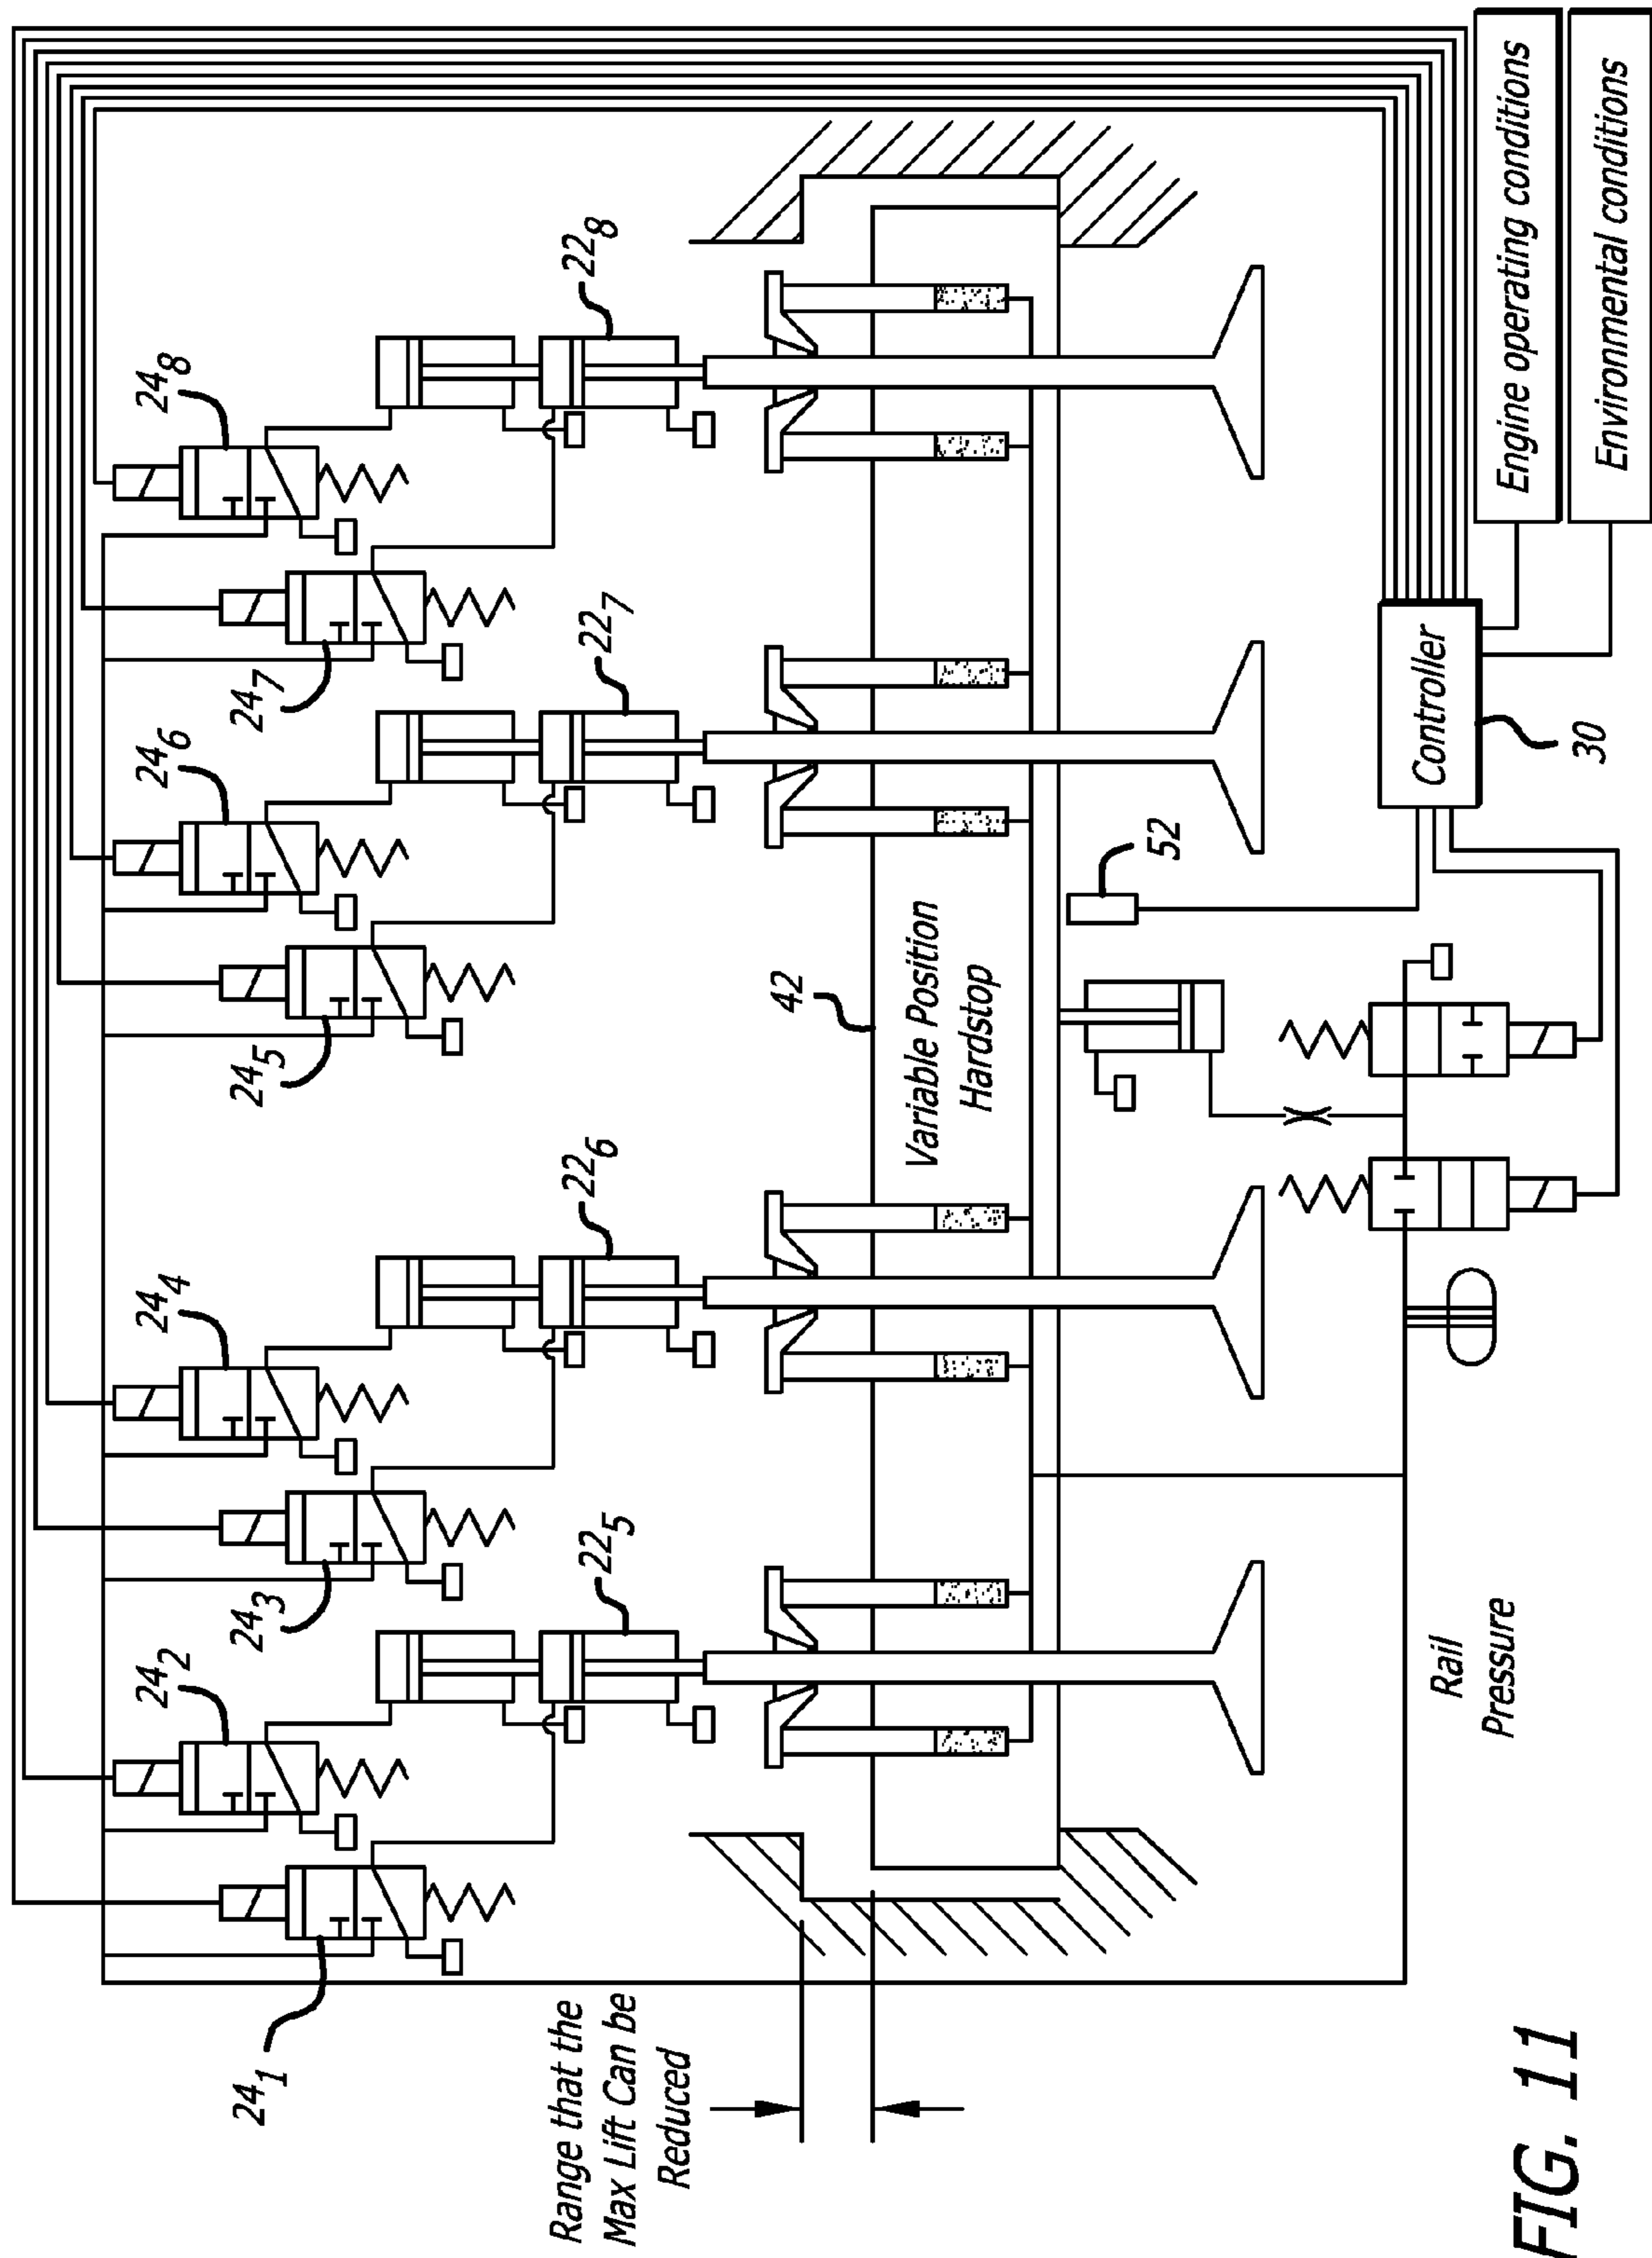 24₁
24₂
24₃
24₄
24₅
24₆
24₇
24₈
22₅
22₆
22₇
22₈
Range that the
Max Lift Can be
Reduced
42
Variable Position
Hardstop
52
Rail
Pressure
Controller
30
Engine operating conditions
Environmental conditions
FIG. 11